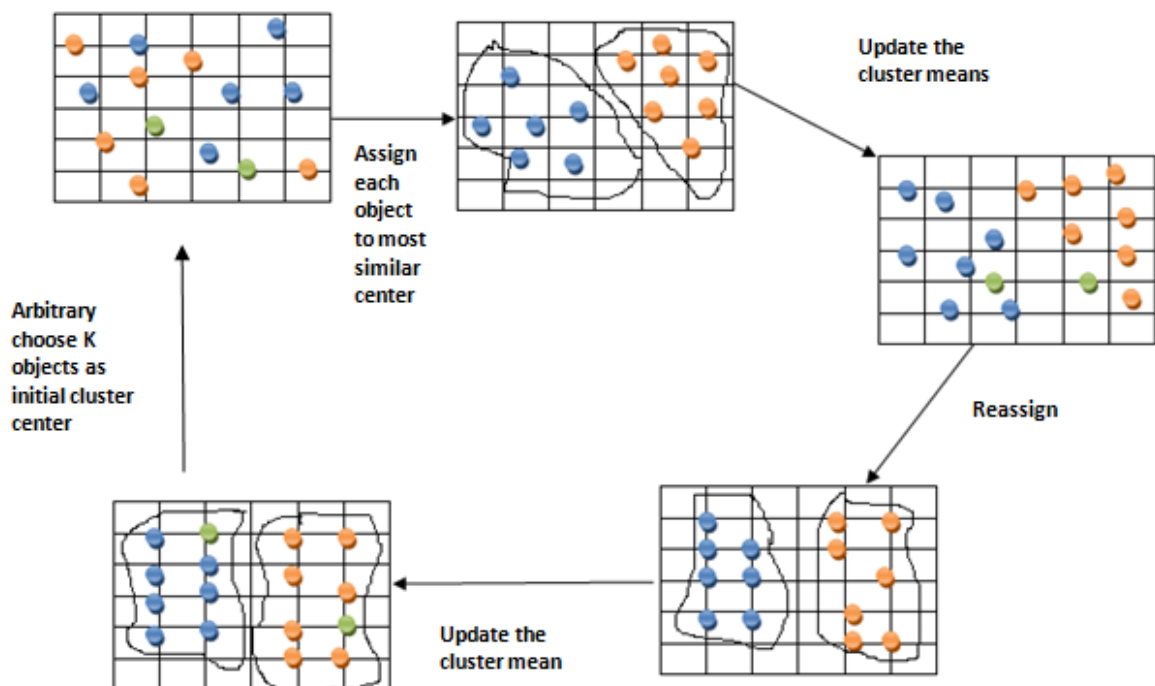 Update the
cluster means
Assign
each
object
to most
similar
center
Arbitrary
choose K
objects as
initial cluster
center
Reassign
Update the
cluster mean